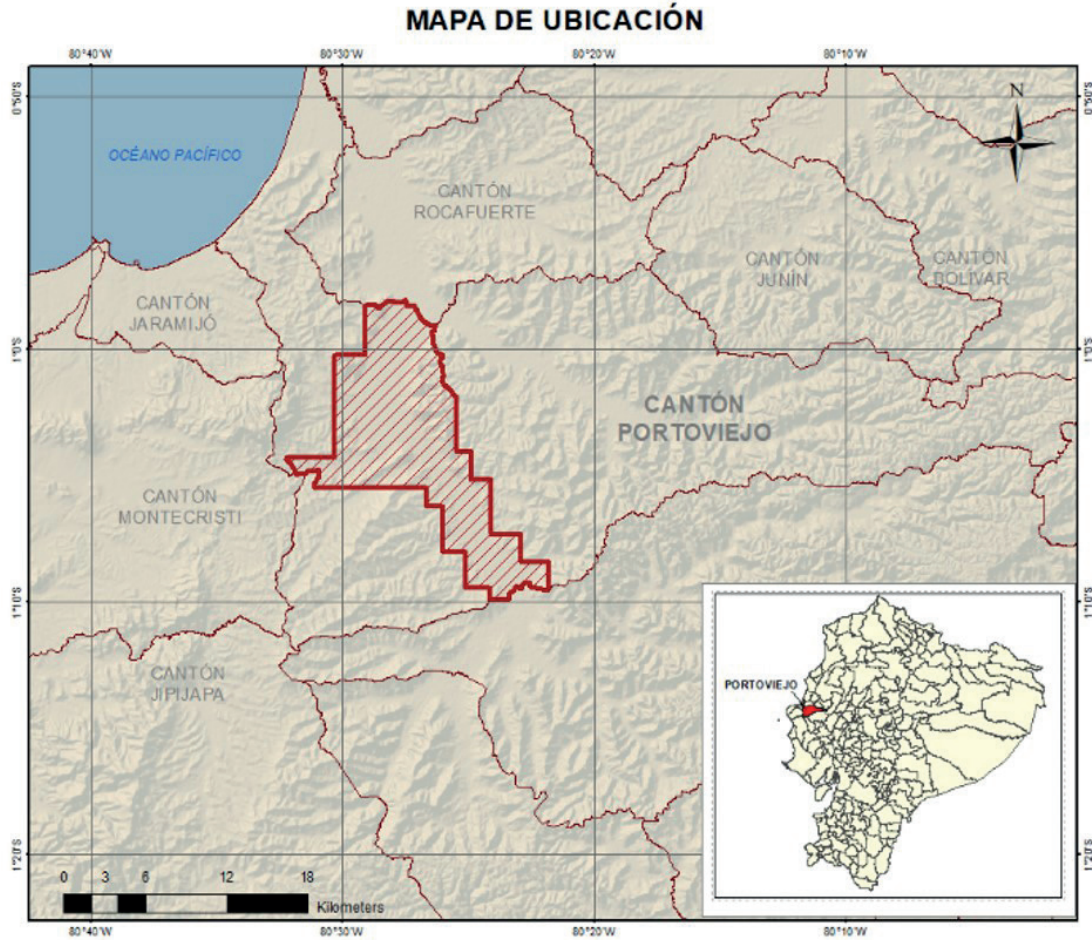 MAPA DE UBICACIÓN
80°40'W 80°30'W 80°20'W 80°10'W
0°50'S 0°50'S
N
OCÉANO PACÍFICO
CANTÓN
ROCAFUERTE
CANTÓN
JUNÍN
CANTÓN
BOLÍVAR
CANTÓN
JARAMIJÓ
1°0'S 1°0'S
CANTÓN
PORTOVIEJO
CANTÓN
MONTECRISTI
1°10'S 1°10'S
CANTÓN
JIPIJAPA
PORTOVIEJO
1°20'S 1°20'S
0 3 6 12 18
Kilometers
80°40'W 80°30'W 80°20'W 80°10'W